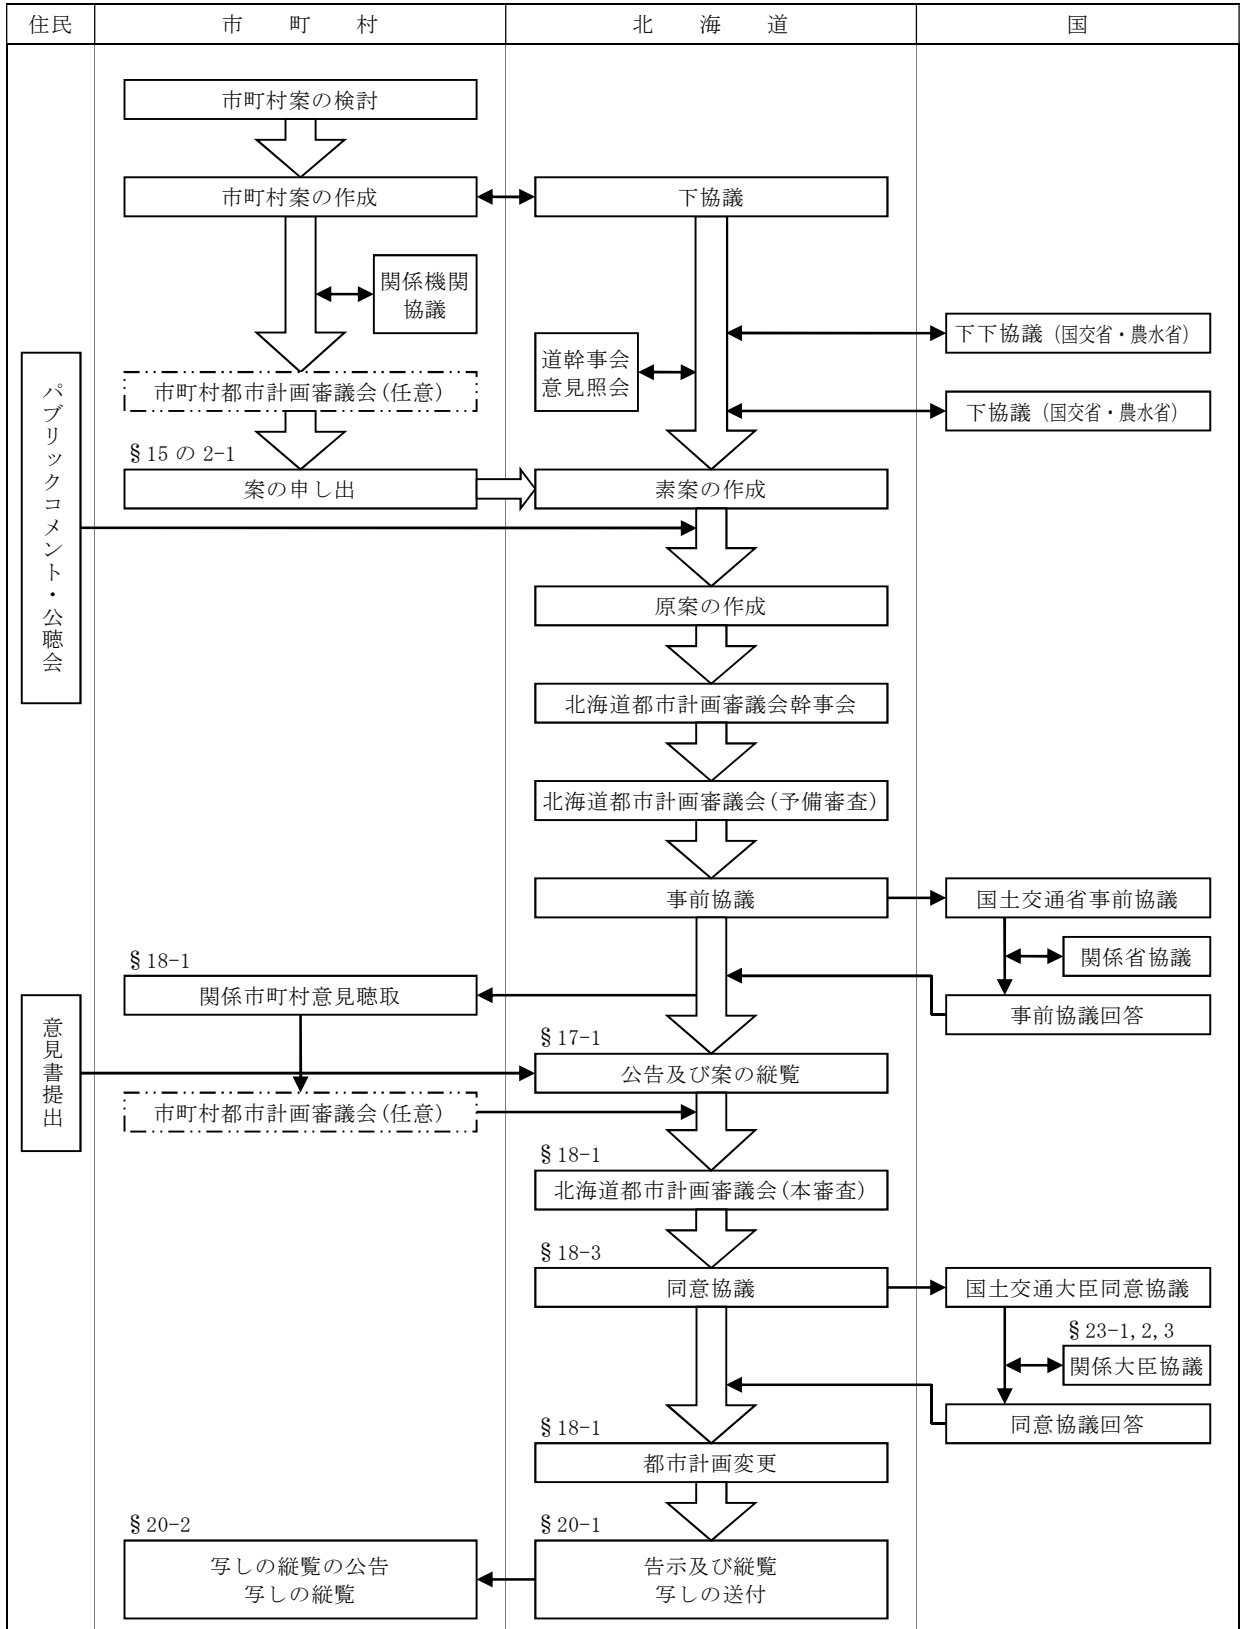 住民
市町村
北海道
国
市町村案の検討
市町村案の作成
下協議
関係機関
協議
下下協議（国交省・農水省）
道幹事会
意見照会
市町村都市計画審議会(任意)
下協議（国交省・農水省）
パブリックコメント・公聴会
§15の2-1
案の申し出
素案の作成
原案の作成
北海道都市計画審議会幹事会
北海道都市計画審議会(予備審査)
事前協議
国土交通省事前協議
関係省協議
§18-1
関係市町村意見聴取
事前協議回答
意見書提出
§17-1
公告及び案の縦覧
市町村都市計画審議会(任意)
§18-1
北海道都市計画審議会(本審査)
§18-3
同意協議
国土交通大臣同意協議
§23-1,2,3
関係大臣協議
同意協議回答
§18-1
都市計画変更
§20-2
写しの縦覧の公告
写しの縦覧
§20-1
告示及び縦覧
写しの送付